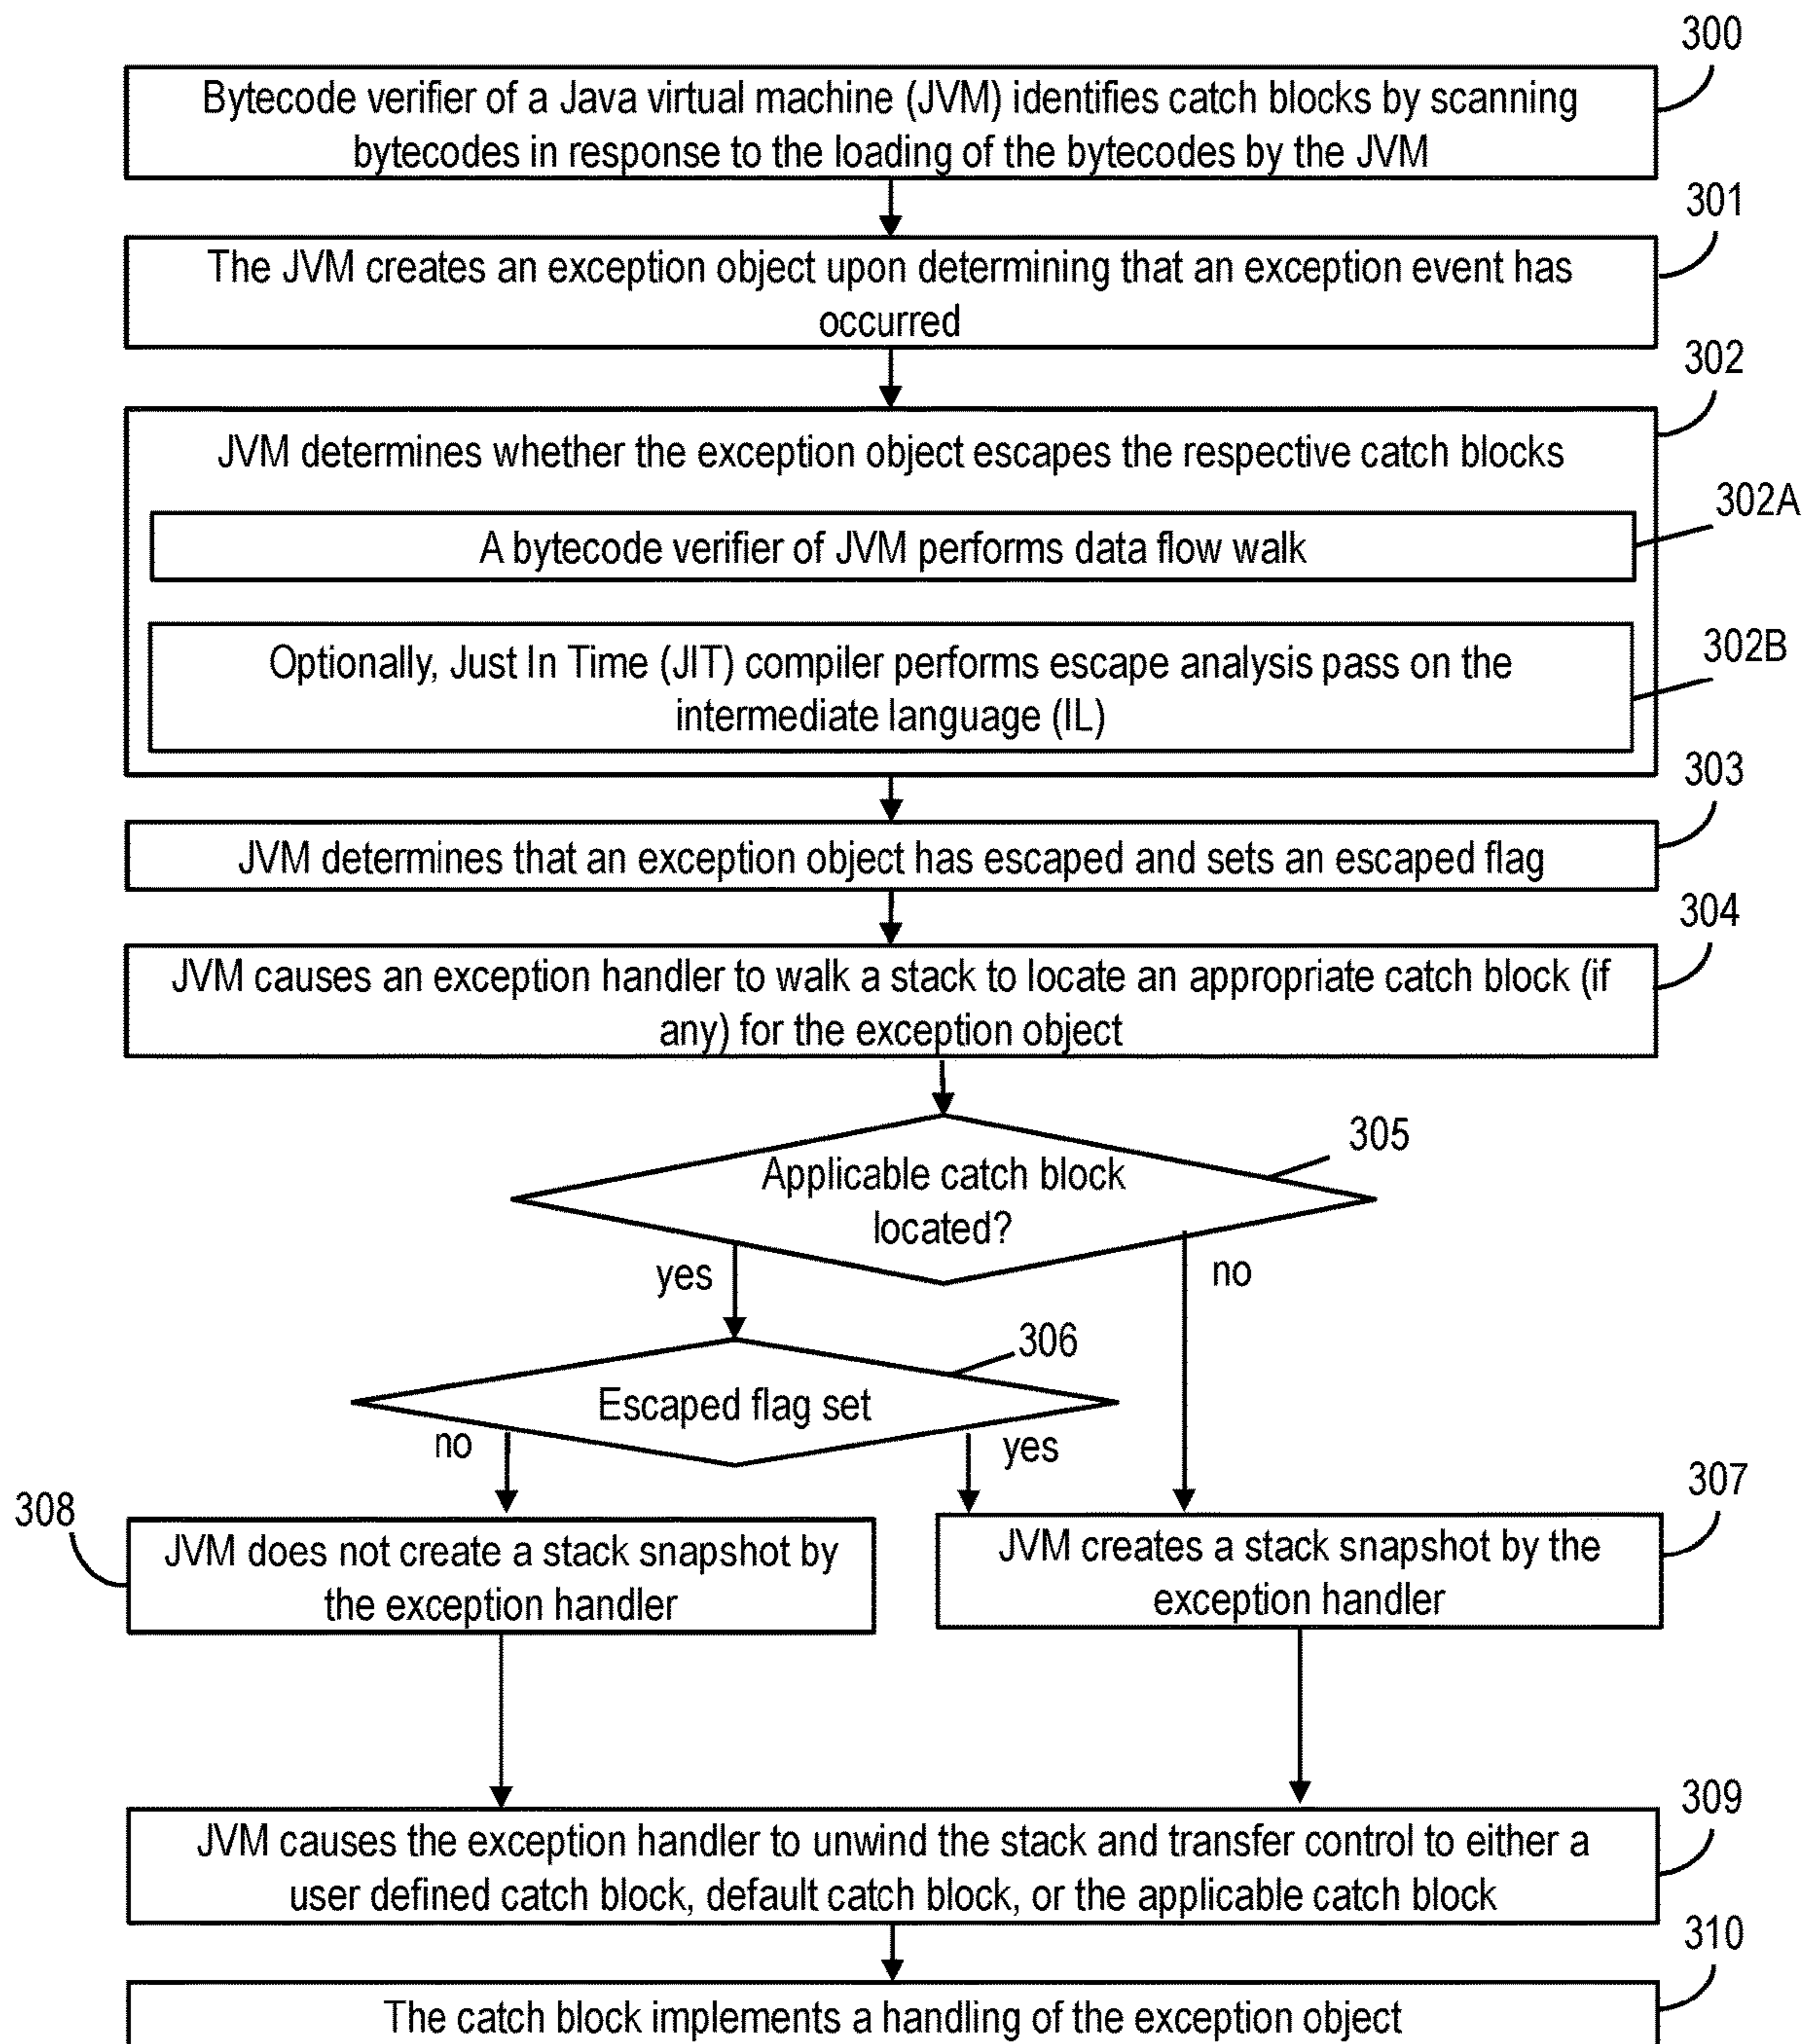 300
Bytecode verifier of a Java virtual machine (JVM) identifies catch blocks by scanning
bytecodes in response to the loading of the bytecodes by the JVM
301
The JVM creates an exception object upon determining that an exception event has
occurred
302
JVM determines whether the exception object escapes the respective catch blocks
302A
A bytecode verifier of JVM performs data flow walk
302B
Optionally, Just In Time (JIT) compiler performs escape analysis pass on the
intermediate language (IL)
303
JVM determines that an exception object has escaped and sets an escaped flag
304
JVM causes an exception handler to walk a stack to locate an appropriate catch block (if
any) for the exception object
305
Applicable catch block
located?
yes
no
306
Escaped flag set
no
yes
308
307
JVM does not create a stack snapshot by
the exception handler
JVM creates a stack snapshot by the
exception handler
309
JVM causes the exception handler to unwind the stack and transfer control to either a
user defined catch block, default catch block, or the applicable catch block
310
The catch block implements a handling of the exception object